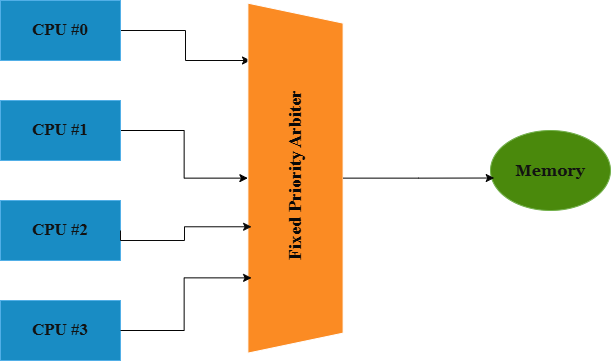 CPU #0
CPU #1
CPU #2
CPU #3
Fixed Priority Arbiter
Memory